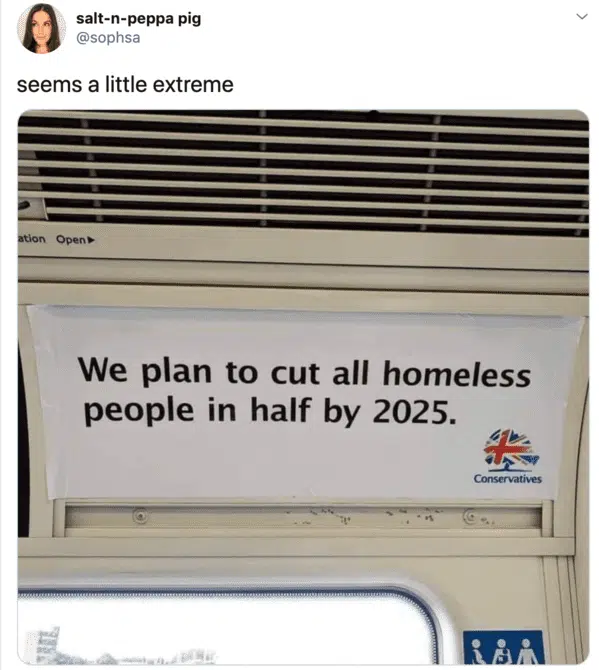 salt-n-peppa pig
@sophsa
seems a little extreme
ation Open
We plan to cut all homeless
people in half by 2025.
Conservatives